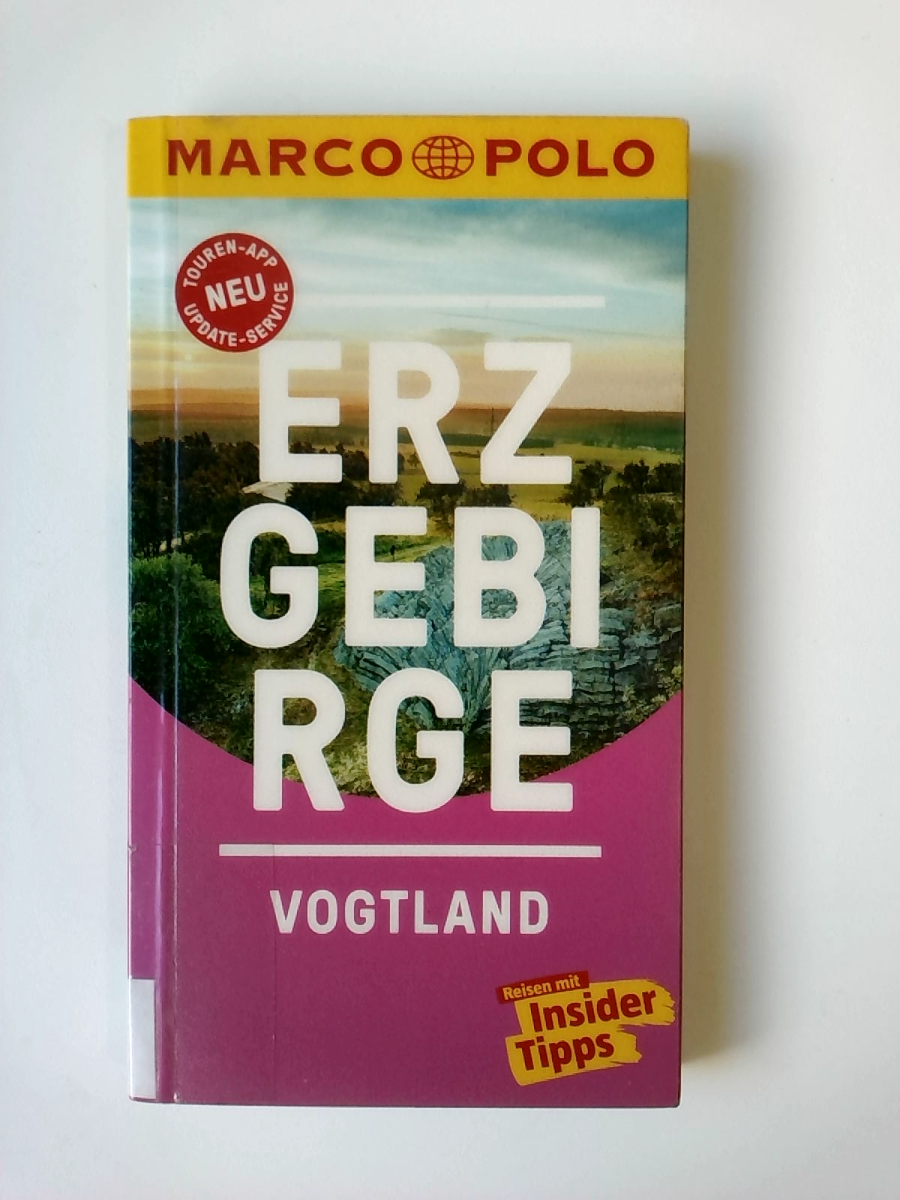 MARCO POLO
TOUREN-APP
NEU
UPDATE-SERVICE
ERZ
GEBI
RGE
VOGTLAND
Reisen mit
Insider
Tipps